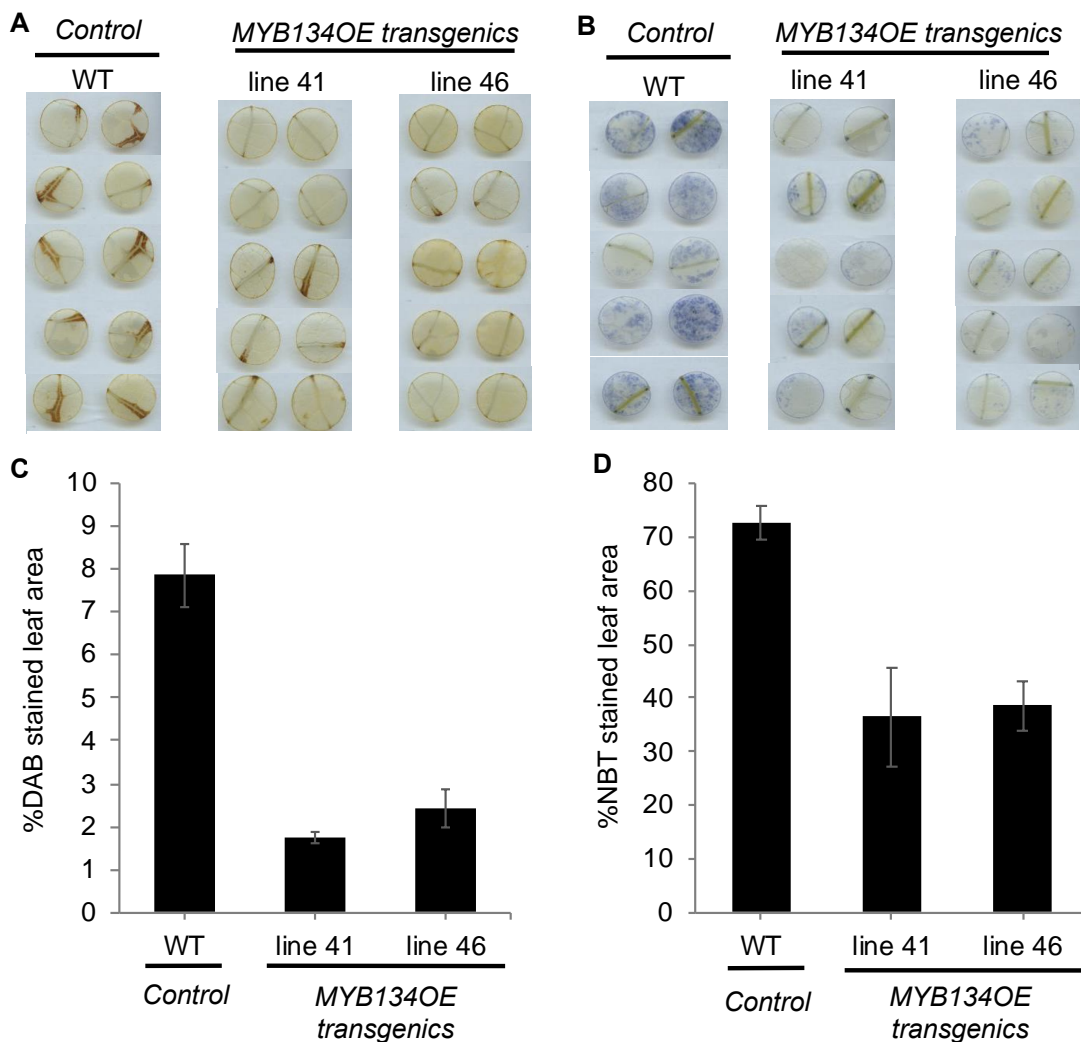 A
Control
MYB134OE transgenics
WT
line 41
line 46
B
Control
MYB134OE transgenics
WT
line 41
line 46
C
%DAB stained leaf area
10
9
8
7
6
5
4
3
2
1
0
WT
line 41
line 46
Control
MYB134OE
transgenics
D
%NBT stained leaf area
80
70
60
50
40
30
20
10
0
WT
line 41
line 46
Control
MYB134OE
transgenics